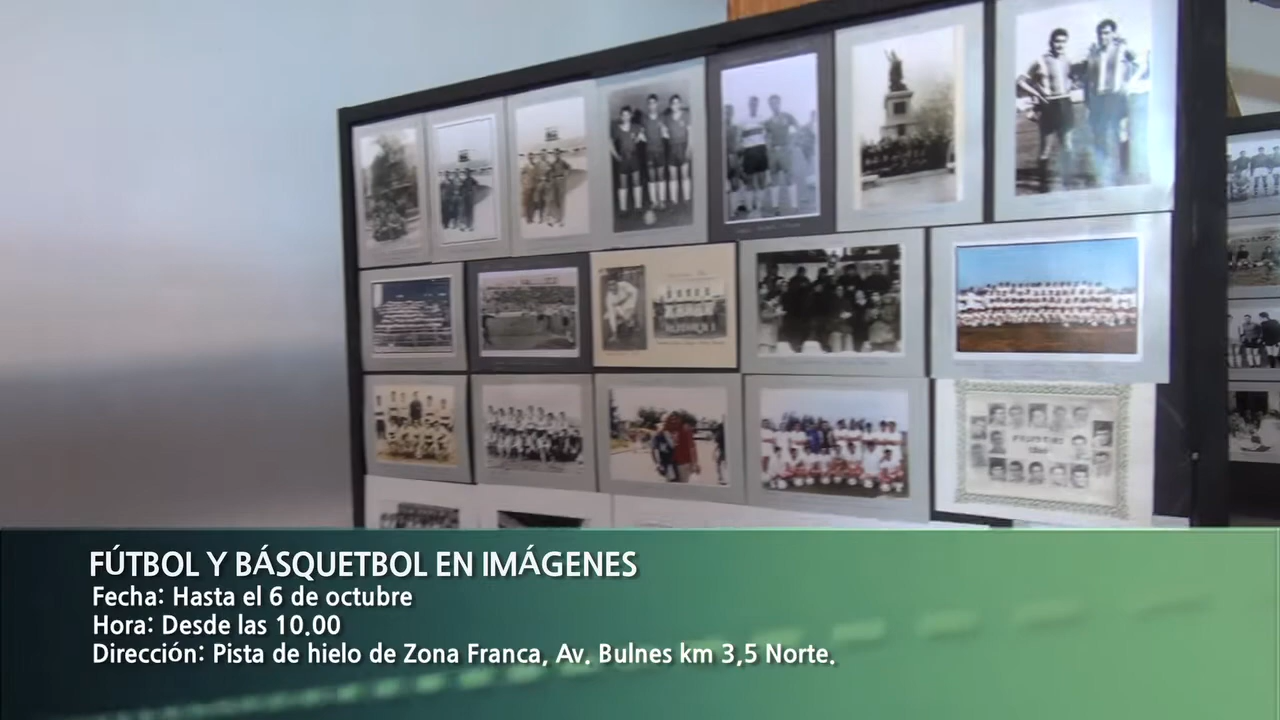 FÚTBOL Y BÁSQUETBOL EN IMÁGENES
Fecha: Hasta el 6 de octubre
Hora: Desde las 10.00
Dirección: Pista de hielo de Zona Franca, Av. Bulnes km 3,5 Norte.